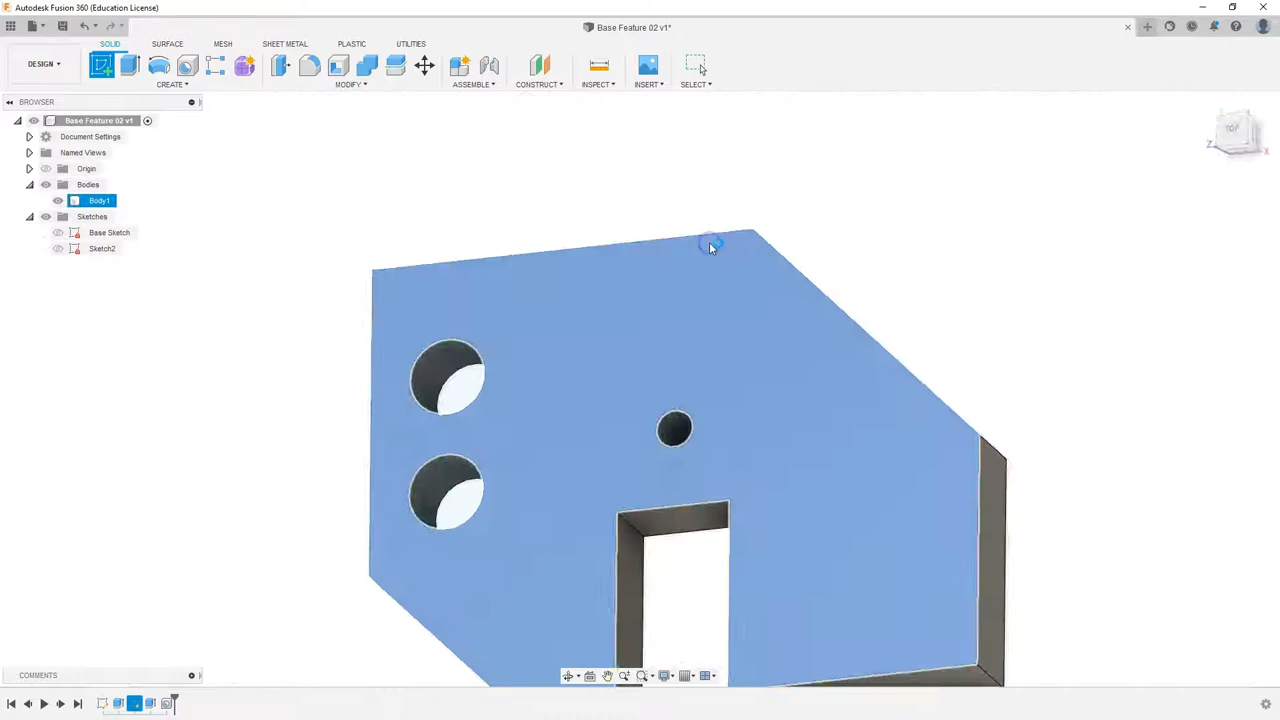 Autodesk Fusion 360 (Education License)
Base Feature 02 v1*
SOLID SURFACE MESH SHEET METAL PLASTIC UTILITIES
DESIGN
CREATE MODIFY ASSEMBLE CONSTRUCT INSPECT INSERT SELECT
BROWSER
Base Feature 02 v1
Document Settings
Named Views
Origin
Bodies
Body1
Sketches
Base Sketch
Sketch2
TOP
Z X
COMMENTS